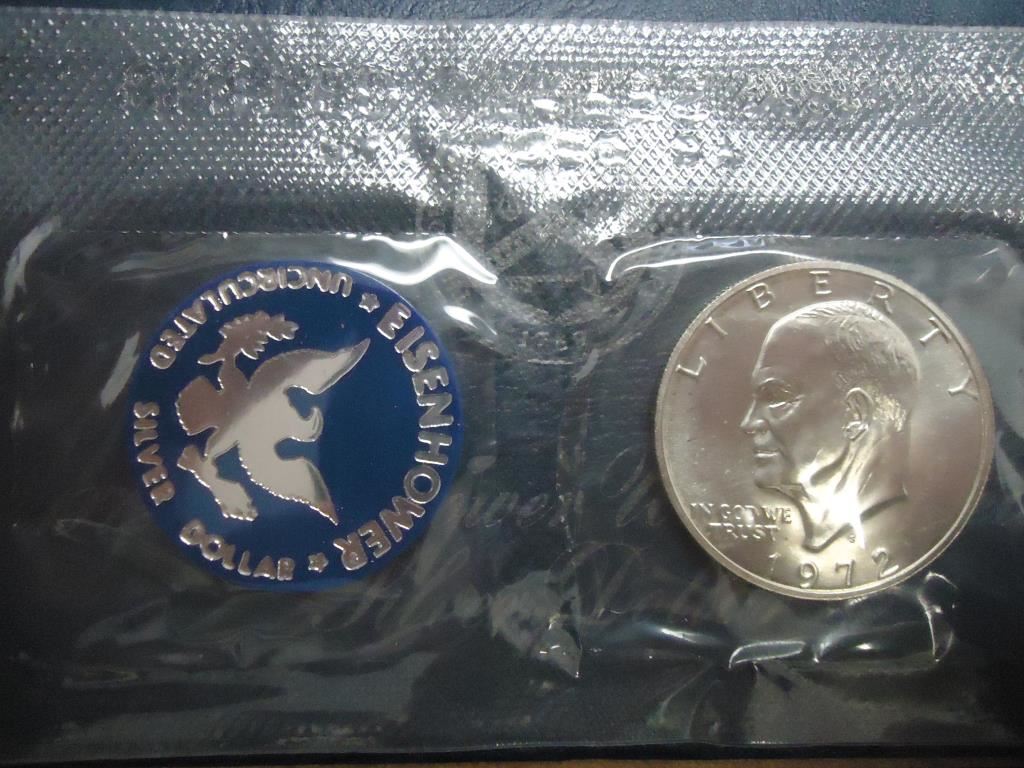 EISENHOWER
★ UNCIRCULATED
SILVER DOLLAR ★
LIBERTY
IN GOD WE
TRUST
1972